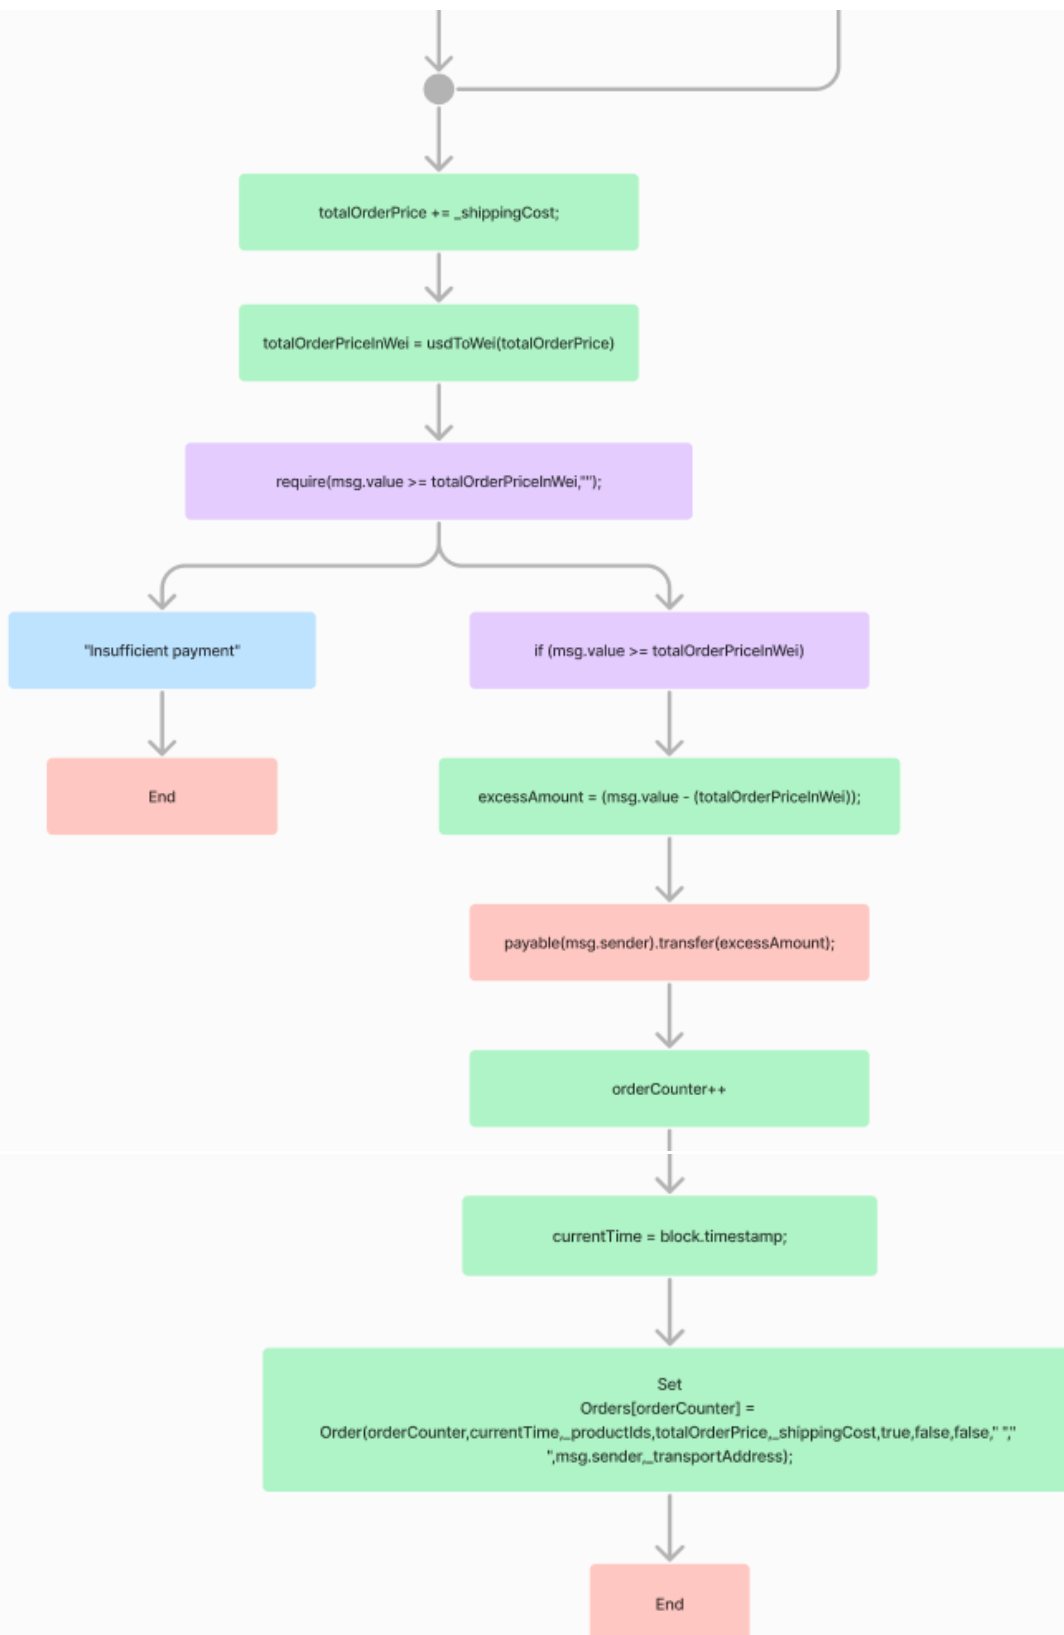 totalOrderPrice += _shippingCost;
totalOrderPriceInWei = usdToWei(totalOrderPrice)
require(msg.value >= totalOrderPriceInWei,"");
"Insufficient payment"
if (msg.value >= totalOrderPriceInWei)
End
excessAmount = (msg.value - (totalOrderPriceInWei));
payable(msg.sender).transfer(excessAmount);
orderCounter++
currentTime = block.timestamp;
Set
Orders[orderCounter] =
Order(orderCounter,currentTime,_productIds,totalOrderPrice,_shippingCost,true,false,false," ","
",msg.sender,_transportAddress);
End